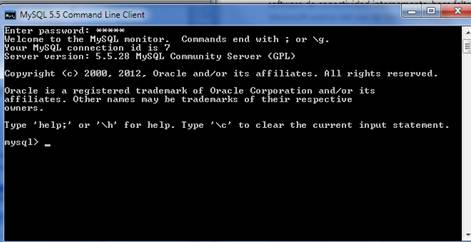 MySQL 5.5 Command Line Client
Enter password: *****
Welcome to the MySQL monitor.  Commands end with ; or \g.
Your MySQL connection id is 7
Server version: 5.5.28 MySQL Community Server (GPL)
Copyright (c) 2000, 2012, Oracle and/or its affiliates. All rights reserved.
Oracle is a registered trademark of Oracle Corporation and/or its
affiliates. Other names may be trademarks of their respective
owners.
Type 'help;' or '\h' for help. Type '\c' to clear the current input statement.
mysql> _